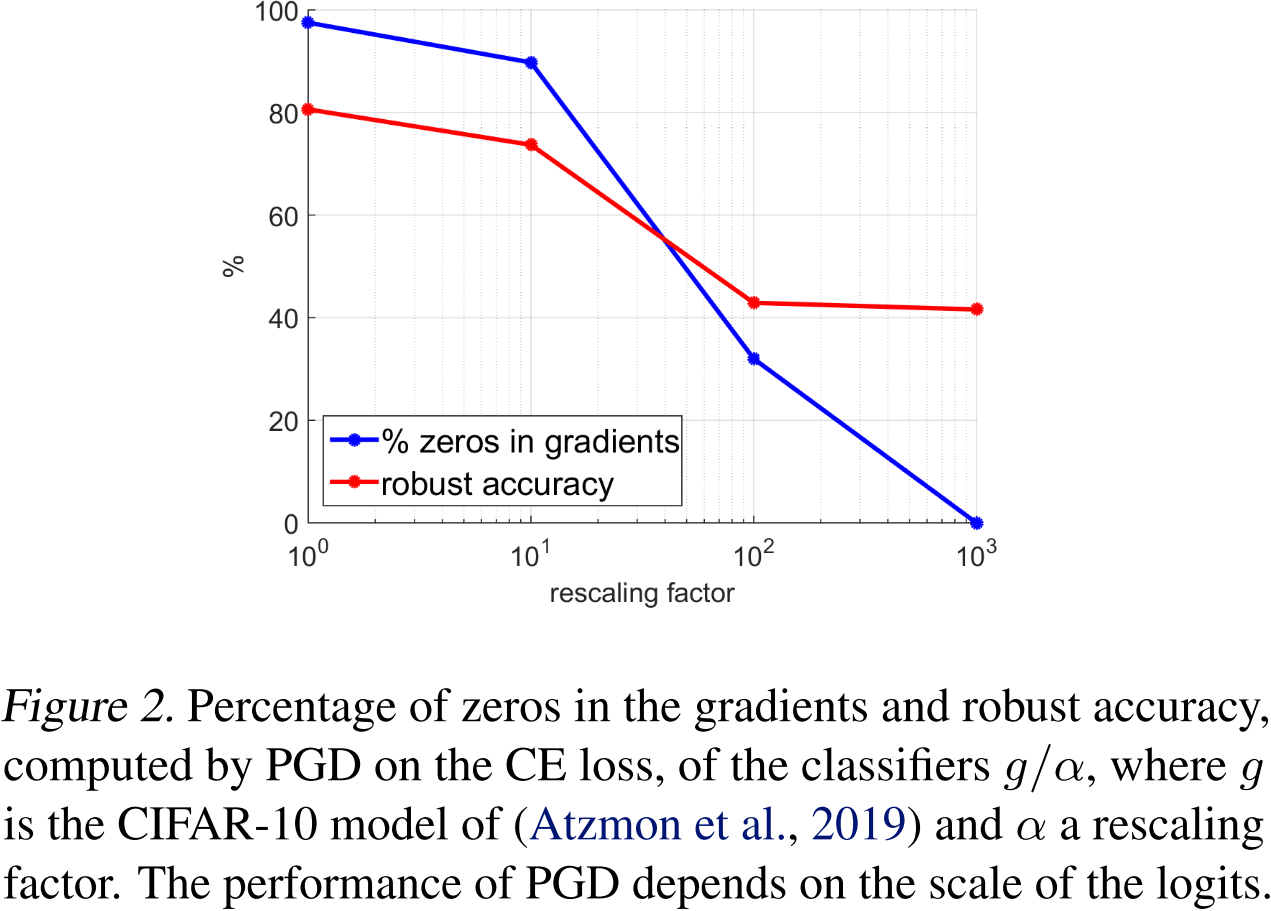 100
80
60
40
20
0
%
% zeros in gradients
robust accuracy
10^0 10^1 10^2 10^3
rescaling factor
Figure 2. Percentage of zeros in the gradients and robust accuracy,
computed by PGD on the CE loss, of the classifiers g/α, where g
is the CIFAR-10 model of (Atzmon et al., 2019) and α a rescaling
factor. The performance of PGD depends on the scale of the logits.